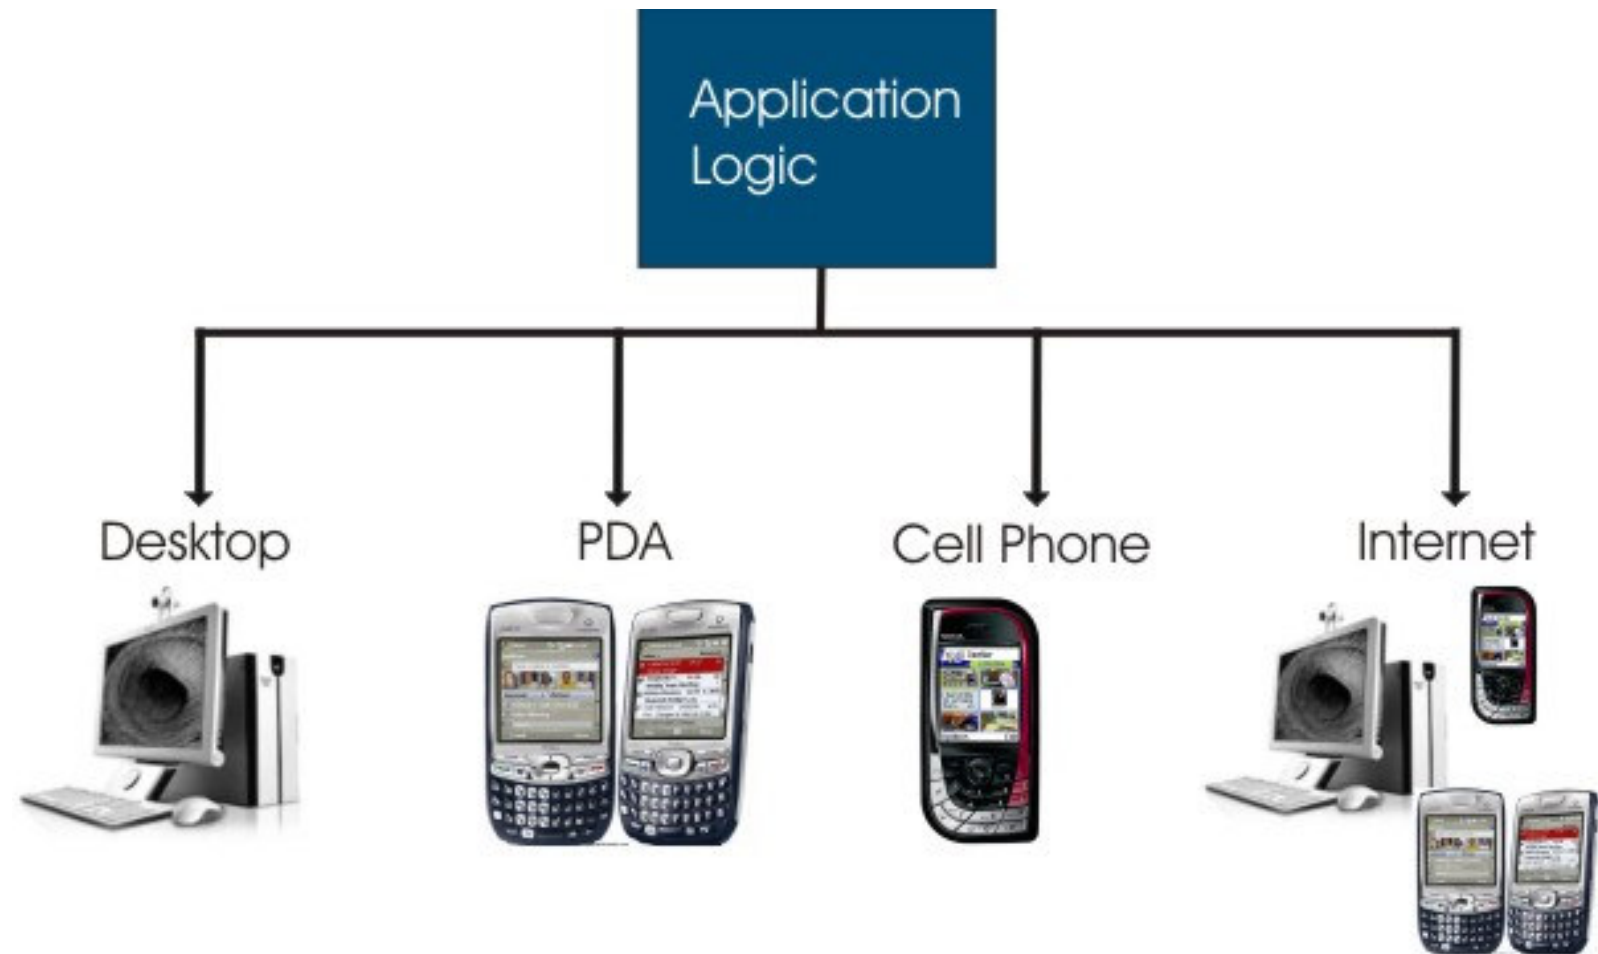 Application
Logic
Desktop
PDA
Cell Phone
Internet